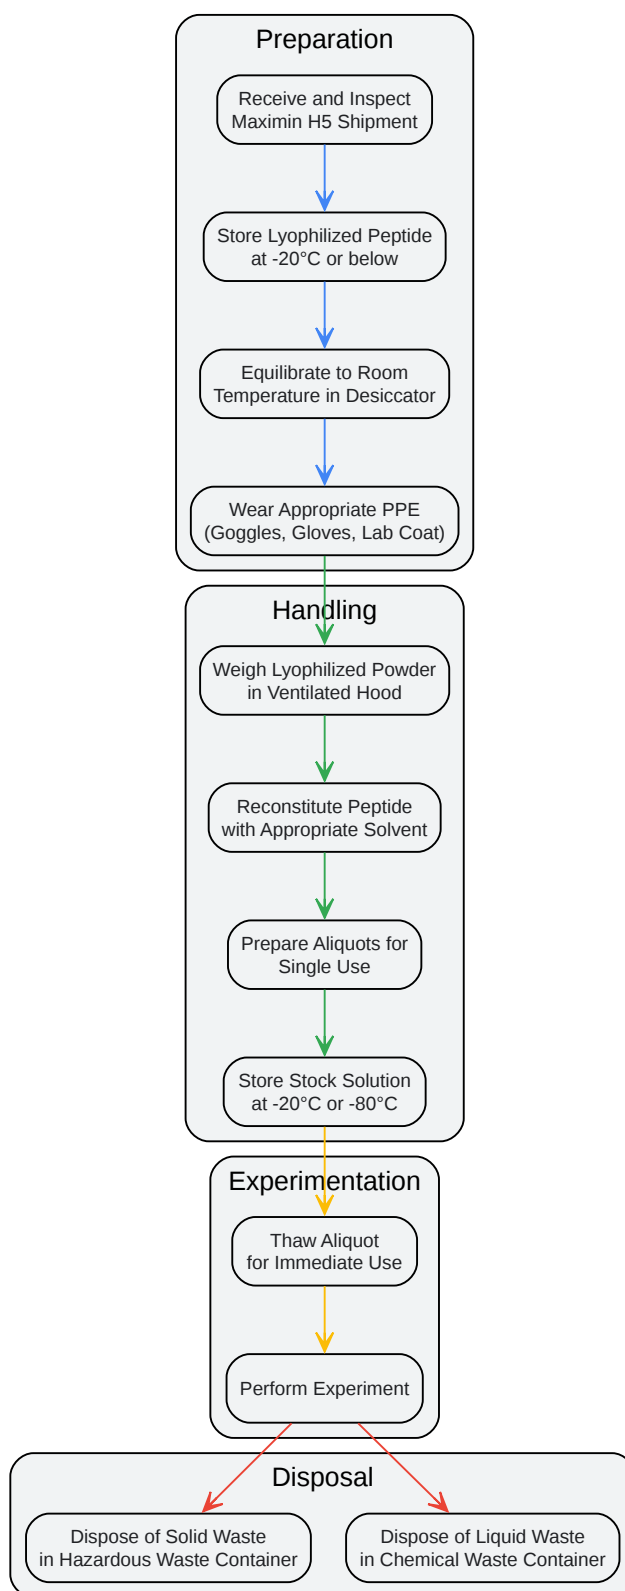 Preparation
Receive and Inspect
Maximin H5 Shipment
Store Lyophilized Peptide
at -20°C or below
Equilibrate to Room
Temperature in Desiccator
Wear Appropriate PPE
(Goggles, Gloves, Lab Coat)
Handling
Weigh Lyophilized Powder
in Ventilated Hood
Reconstitute Peptide
with Appropriate Solvent
Prepare Aliquots for
Single Use
Store Stock Solution
at -20°C or -80°C
Experimentation
Thaw Aliquot
for Immediate Use
Perform Experiment
Disposal
Dispose of Solid Waste
in Hazardous Waste Container
Dispose of Liquid Waste
in Chemical Waste Container